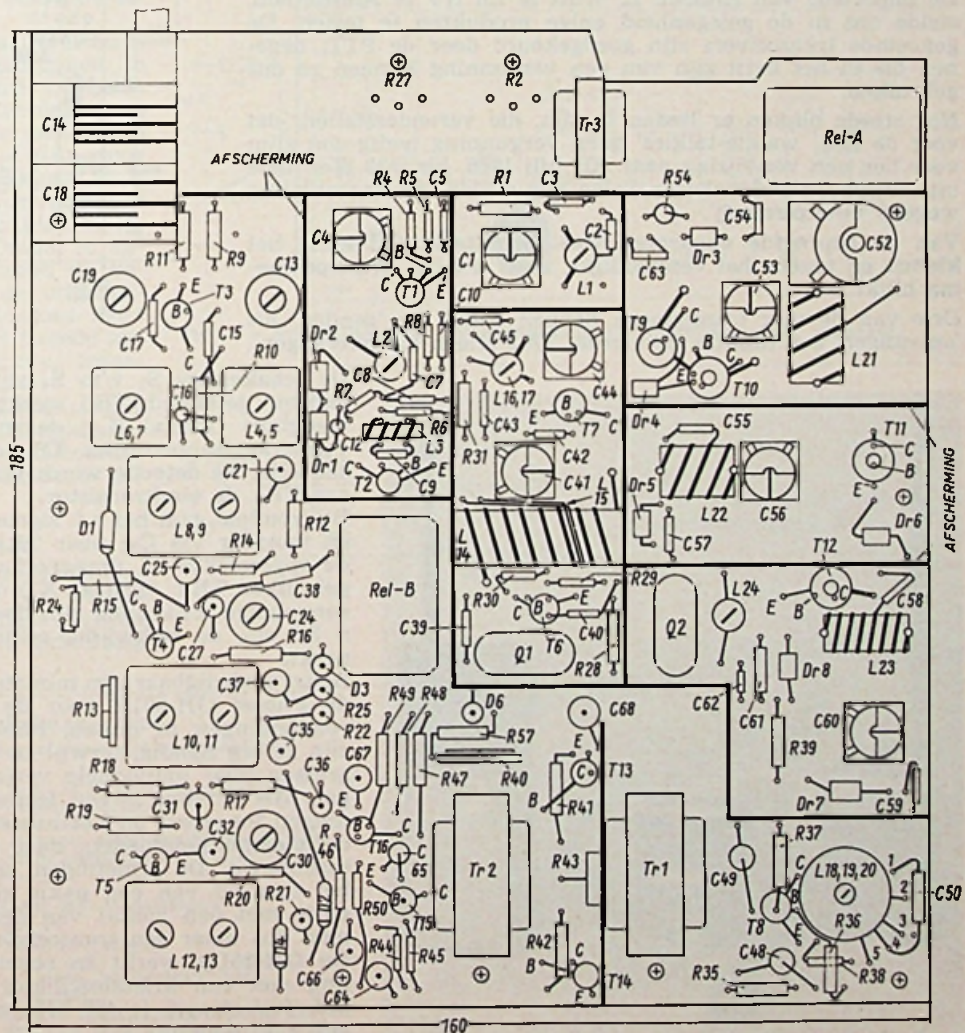 R27
R2
Tr3
Rel-A
C14
AFSCHERMING
C18
R4
R5
C5
R1
C3
R54
C54
C4
C2
C52
R11
R9
B
C1
C63
Dr3
C53
C19
E
T3
C13
C
T1
E
L1
B
C10
C17
C15
R8
C45
T9
C
L21
C
Dr2
L2
B
C
R10
C8
C7
C44
E
T10
C16
R7
L16,17
B
E
T7
C
Dr4
C55
L6,7
L4,5
R6
C43
T11
C12
L3
R31
C42
C
B
C21
Dr1
C
B
E
C41
E
T2
C9
L
15
Dr5
L22
C56
Dr6
185
AFSCHERMING
D1
L8,9
R12
C57
L
14
T12
R14
C25
Rel-B
R30
R29
L24
E
B
C
C58
R24
R15
C
B
C38
C24
C39
C
B
E
C40
Q2
E
T4
C27
R16
Q1
T6
R28
L23
C37
D3
R49
R48
D6
C68
C62
C61
Dr8
R25
R13
L10,11
R22
R57
C60
C35
C67
E
R39
R18
R47
R40
C
T13
C36
B
R41
Dr7
C59
R19
C31
R17
E
B
C
R37
T16
C32
C30
R
46
C
65
R43
C49
L18,19,20
1
C
B
E
Tr2
Tr1
C
2
C50
T5
R20
R21
R50
B
C
T15
B
R36
3
T8
E
4
L12,13
R44
R45
R42
C
C48
5
R38
B
C66
C64
E
T14
R35
160